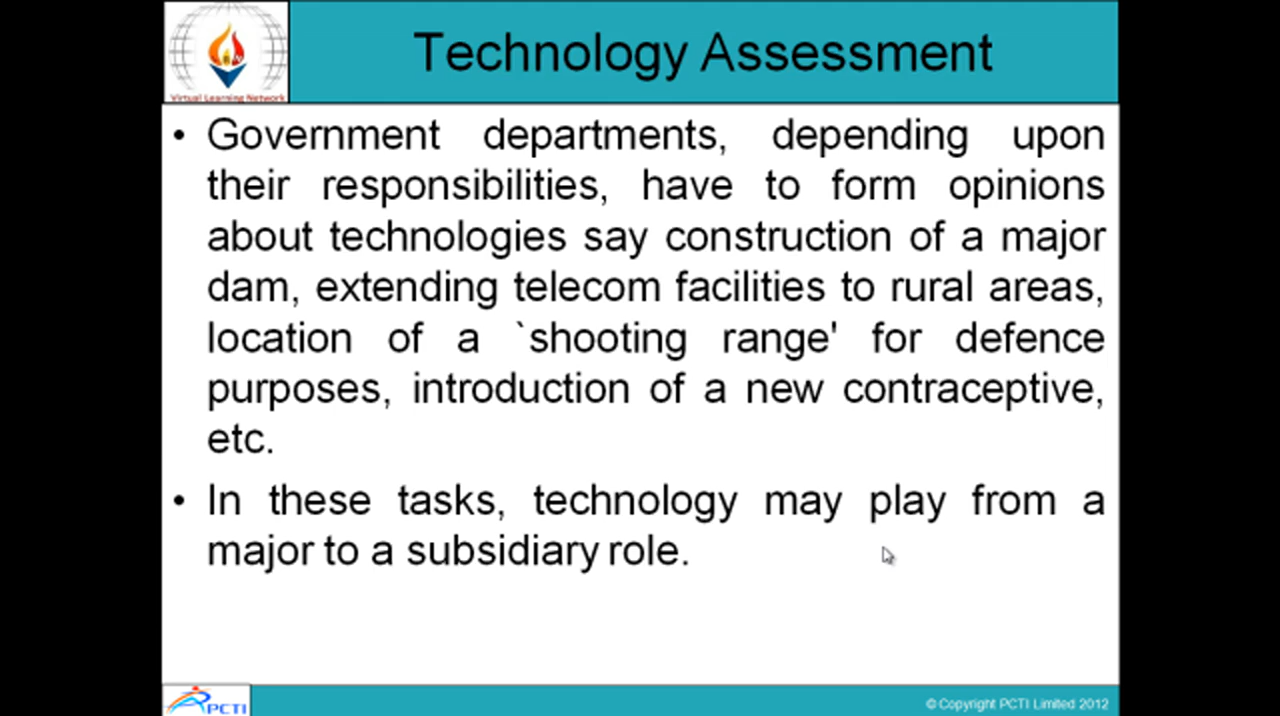 Technology Assessment
Virtual Learning Network
• Government departments, depending upon
their responsibilities, have to form opinions
about technologies say construction of a major
dam, extending telecom facilities to rural areas,
location of a `shooting range' for defence
purposes, introduction of a new contraceptive,
etc.
• In these tasks, technology may play from a
major to a subsidiary role.
PCTI
© Copyright PCTI Limited 2012